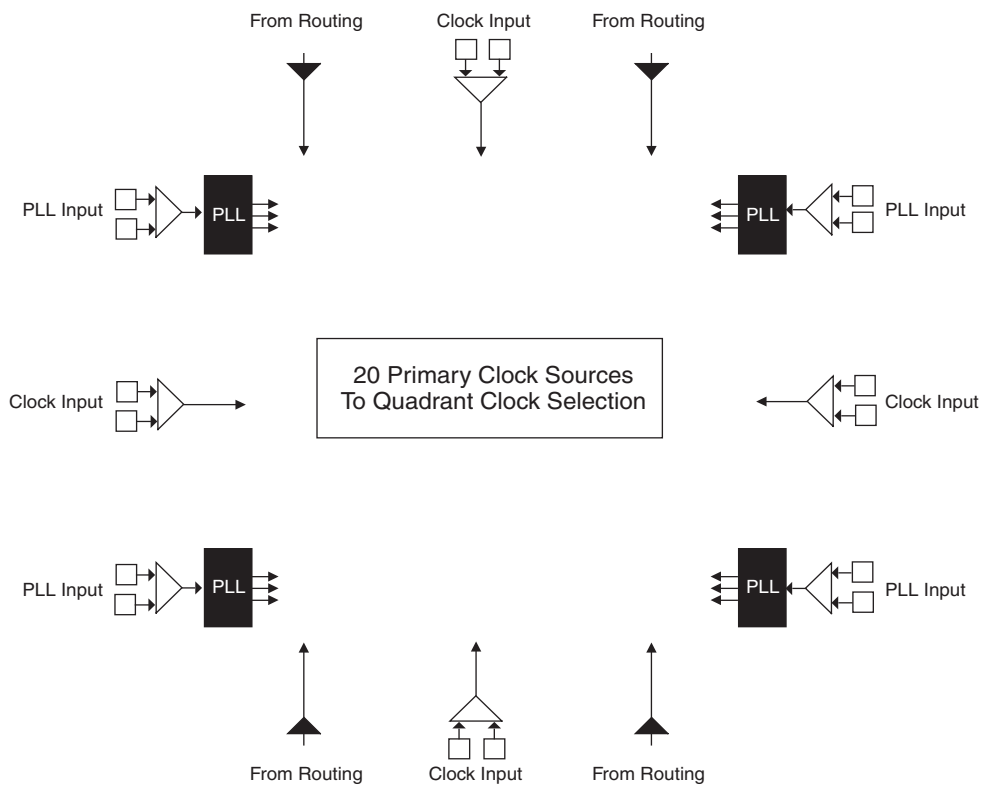 From Routing
Clock Input
From Routing
PLL Input
PLL
PLL
PLL Input
Clock Input
20 Primary Clock Sources
To Quadrant Clock Selection
Clock Input
PLL Input
PLL
PLL
PLL Input
From Routing
Clock Input
From Routing